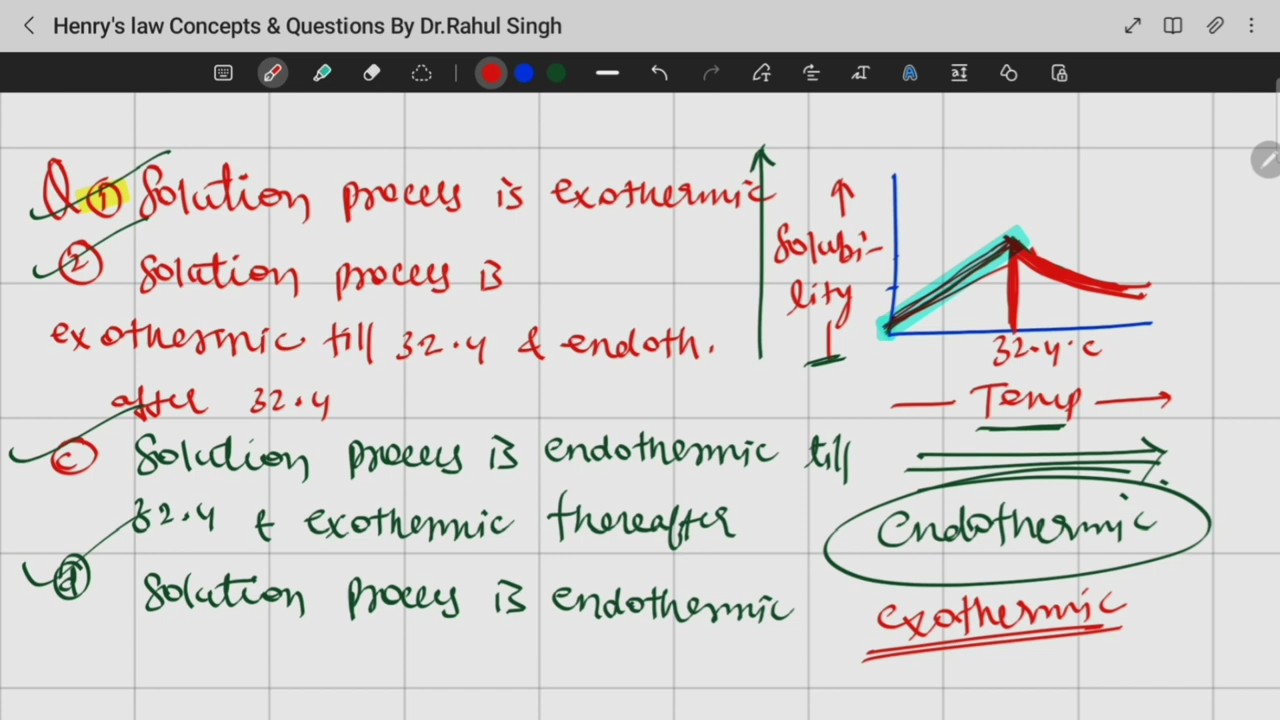 Henry's law Concepts & Questions By Dr.Rahul Singh
Q ① Solution process is exothermic
② Solution process is
exothermic till 32.4 & endoth.
after 32.4
ⓒ Solution process is endothermic till
32.4 & exothermic thereafter
ⓓ Solution process is endothermic
Solubi-
lity
32.4°C
Temp
endothermic
exothermic